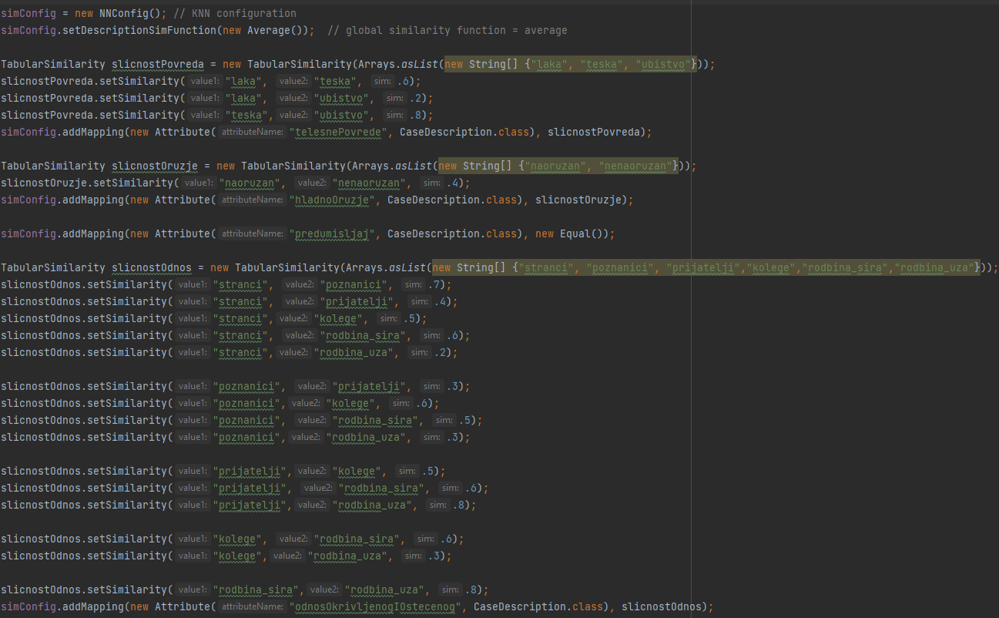 simConfig = new NNConfig(); // KNN configuration
simConfig.setDescriptionSimFunction(new Average());  // global similarity function = average
TabularSimilarity slicnostPovreda = new TabularSimilarity(Arrays.asList(new String[] {"laka", "teska", "ubistvo"}));
slicnostPovreda.setSimilarity( value1: "laka", value2: "teska", sim: .6);
slicnostPovreda.setSimilarity( value1: "laka", value2: "ubistvo", sim: .2);
slicnostPovreda.setSimilarity( value1: "teska", value2: "ubistvo", sim: .8);
simConfig.addMapping(new Attribute( attributeName: "telesnePovrede", CaseDescription.class), slicnostPovreda);
TabularSimilarity slicnostOruzje = new TabularSimilarity(Arrays.asList(new String[] {"naoruzan", "nenaoruzan"}));
slicnostOruzje.setSimilarity( value1: "naoruzan", value2: "nenaoruzan", sim: .4);
simConfig.addMapping(new Attribute( attributeName: "hladnoOruzje", CaseDescription.class), slicnostOruzje);
simConfig.addMapping(new Attribute( attributeName: "predumisljaj", CaseDescription.class), new Equal());
TabularSimilarity slicnostOdnos = new TabularSimilarity(Arrays.asList(new String[] {"stranci", "poznanici", "prijatelji","kolege","rodbina_sira","rodbina_uza"}));
slicnostOdnos.setSimilarity( value1: "stranci", value2: "poznanici", sim: .7);
slicnostOdnos.setSimilarity( value1: "stranci", value2: "prijatelji", sim: .4);
slicnostOdnos.setSimilarity( value1: "stranci", value2: "kolege", sim: .5);
slicnostOdnos.setSimilarity( value1: "stranci", value2: "rodbina_sira", sim: .6);
slicnostOdnos.setSimilarity( value1: "stranci", value2: "rodbina_uza", sim: .2);
slicnostOdnos.setSimilarity( value1: "poznanici", value2: "prijatelji", sim: .3);
slicnostOdnos.setSimilarity( value1: "poznanici", value2: "kolege", sim: .6);
slicnostOdnos.setSimilarity( value1: "poznanici", value2: "rodbina_sira", sim: .5);
slicnostOdnos.setSimilarity( value1: "poznanici", value2: "rodbina_uza", sim: .3);
slicnostOdnos.setSimilarity( value1: "prijatelji", value2: "kolege", sim: .5);
slicnostOdnos.setSimilarity( value1: "prijatelji", value2: "rodbina_sira", sim: .6);
slicnostOdnos.setSimilarity( value1: "prijatelji", value2: "rodbina_uza", sim: .8);
slicnostOdnos.setSimilarity( value1: "kolege", value2: "rodbina_sira", sim: .6);
slicnostOdnos.setSimilarity( value1: "kolege", value2: "rodbina_uza", sim: .3);
slicnostOdnos.setSimilarity( value1: "rodbina_sira", value2: "rodbina_uza", sim: .8);
simConfig.addMapping(new Attribute( attributeName: "odnosOkrivljenogIOstecenog", CaseDescription.class), slicnostOdnos);